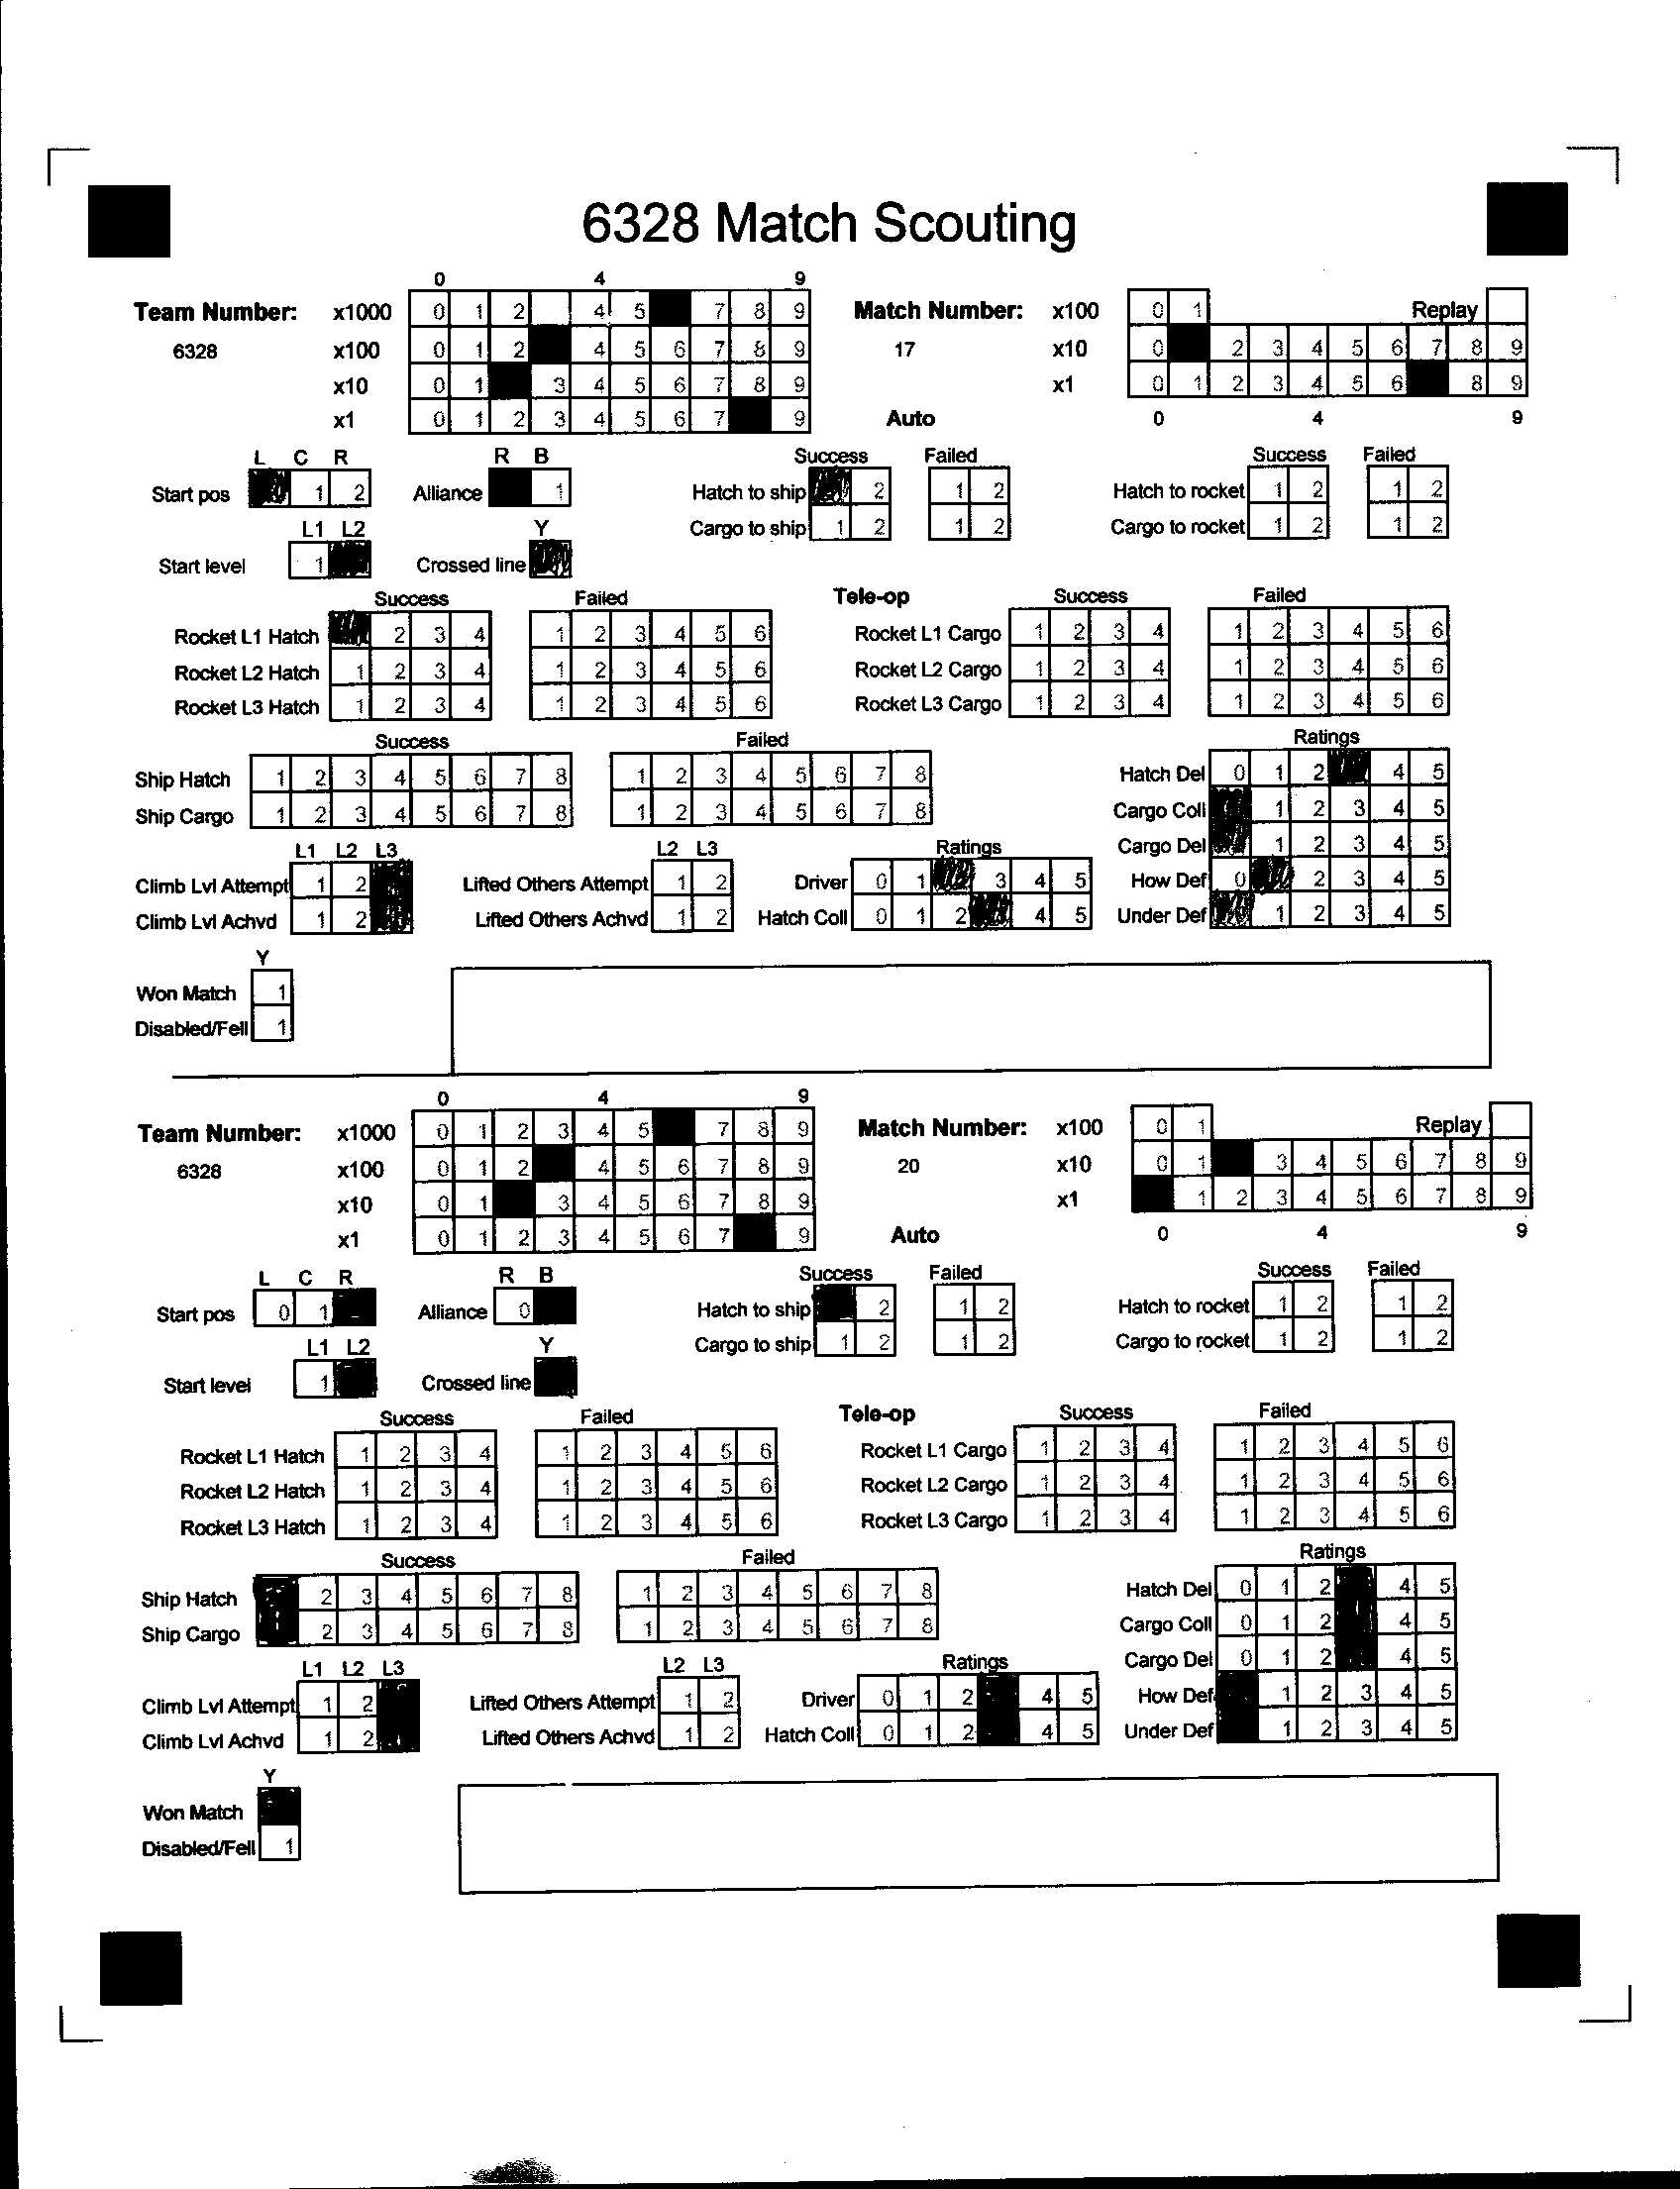 6328 Match Scouting
0 4 9
Team Number: x1000 0 1 2 4 5 7 8 9 Match Number: x100 0 1 Replay
6328 x100 0 1 2 4 5 6 7 8 9 17 x10 0 2 3 4 5 6 7 8 9
x10 0 1 3 4 5 6 7 8 9 x1 0 1 2 3 4 5 6 8 9
x1 0 1 2 3 4 5 6 7 9 Auto 0 4 9
L C R R B Success Failed Success Failed
Start pos 1 2 Alliance 1 Hatch to ship 2 1 2 Hatch to rocket 1 2 1 2
L1 L2 Y Cargo to ship 1 2 1 2 Cargo to rocket 1 2 1 2
Start level 1 Crossed line
Success Failed Tele-op Success Failed
Rocket L1 Hatch 2 3 4 1 2 3 4 5 6 Rocket L1 Cargo 1 2 3 4 1 2 3 4 5 6
Rocket L2 Hatch 1 2 3 4 1 2 3 4 5 6 Rocket L2 Cargo 1 2 3 4 1 2 3 4 5 6
Rocket L3 Hatch 1 2 3 4 1 2 3 4 5 6 Rocket L3 Cargo 1 2 3 4 1 2 3 4 5 6
Success Failed Ratings
Ship Hatch 1 2 3 4 5 6 7 8 1 2 3 4 5 6 7 8 Hatch Del 0 1 2 4 5
Ship Cargo 1 2 3 4 5 6 7 8 1 2 3 4 5 6 7 8 Cargo Coll 1 2 3 4 5
L1 L2 L3 L2 L3 Ratings Cargo Del 1 2 3 4 5
Climb Lvl Attempt 1 2 Lifted Others Attempt 1 2 Driver 0 1 3 4 5 How Def 0 2 3 4 5
Climb Lvl Achvd 1 2 Lifted Others Achvd 1 2 Hatch Coll 0 1 2 4 5 Under Def 1 2 3 4 5
Y
Won Match 1
Disabled/Fell 1
0 4 9
Team Number: x1000 0 1 2 3 4 5 7 8 9 Match Number: x100 0 1 Replay
6328 x100 0 1 2 4 5 6 7 8 9 20 x10 0 1 3 4 5 6 7 8 9
x10 0 1 3 4 5 6 7 8 9 x1 1 2 3 4 5 6 7 8 9
x1 0 1 2 3 4 5 6 7 9 Auto 0 4 9
L C R R B Success Failed Success Failed
Start pos 0 1 Alliance 0 Hatch to ship 2 1 2 Hatch to rocket 1 2 1 2
L1 L2 Y Cargo to ship 1 2 1 2 Cargo to rocket 1 2 1 2
Start level 1 Crossed line
Success Failed Tele-op Success Failed
Rocket L1 Hatch 1 2 3 4 1 2 3 4 5 6 Rocket L1 Cargo 1 2 3 4 1 2 3 4 5 6
Rocket L2 Hatch 1 2 3 4 1 2 3 4 5 6 Rocket L2 Cargo 1 2 3 4 1 2 3 4 5 6
Rocket L3 Hatch 1 2 3 4 1 2 3 4 5 6 Rocket L3 Cargo 1 2 3 4 1 2 3 4 5 6
Success Failed Ratings
Ship Hatch 2 3 4 5 6 7 8 1 2 3 4 5 6 7 8 Hatch Del 0 1 2 4 5
Ship Cargo 2 3 4 5 6 7 8 1 2 3 4 5 6 7 8 Cargo Coll 0 1 2 4 5
L1 L2 L3 L2 L3 Ratings Cargo Del 0 1 2 4 5
Climb Lvl Attempt 1 2 Lifted Others Attempt 1 2 Driver 0 1 2 4 5 How Def 1 2 3 4 5
Climb Lvl Achvd 1 2 Lifted Others Achvd 1 2 Hatch Coll 0 1 2 4 5 Under Def 1 2 3 4 5
Y
Won Match
Disabled/Fell 1